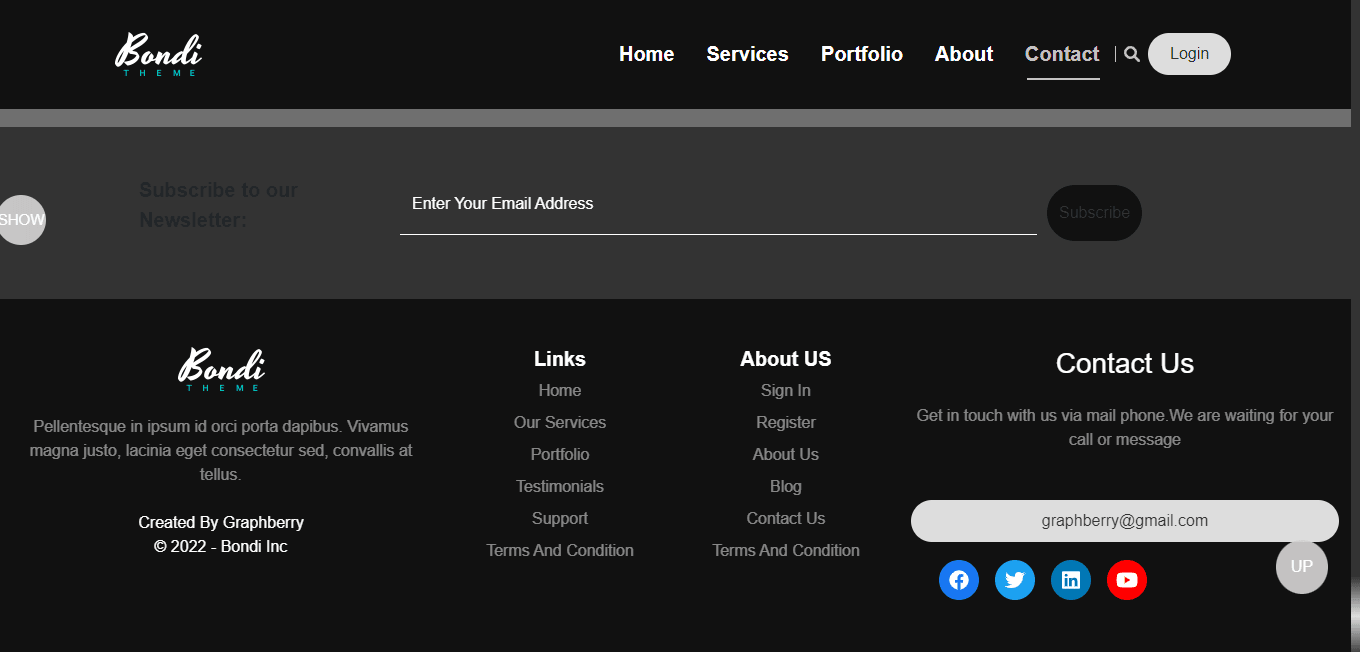 Bondi
THEME
Home Services Portfolio About Contact Login
Subscribe to our
Newsletter:
SHOW
Enter Your Email Address
Subscribe
Bondi
THEME
Pellentesque in ipsum id orci porta dapibus. Vivamus
magna justo, lacinia eget consectetur sed, convallis at
tellus.
Created By Graphberry
© 2022 - Bondi Inc
Links
Home
Our Services
Portfolio
Testimonials
Support
Terms And Condition
About US
Sign In
Register
About Us
Blog
Contact Us
Terms And Condition
Contact Us
Get in touch with us via mail phone.We are waiting for your
call or message
graphberry@gmail.com
in
UP